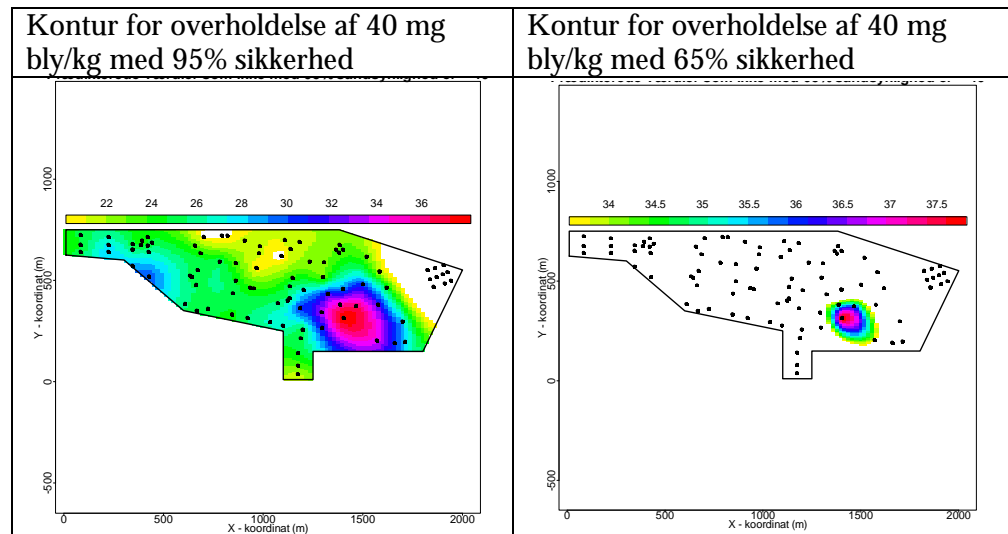 Kontur for overholdelse af 40 mg
bly/kg med 95% sikkerhed
Kontur for overholdelse af 40 mg
bly/kg med 65% sikkerhed
22 24 26 28 30 32 34 36
1000
500
0
-500
Y - koordinat (m)
0 500 1000 1500 2000
X - koordinat (m)
34 34.5 35 35.5 36 36.5 37 37.5
1000
500
0
-500
Y - koordinat (m)
0 500 1000 1500 2000
X - koordinat (m)